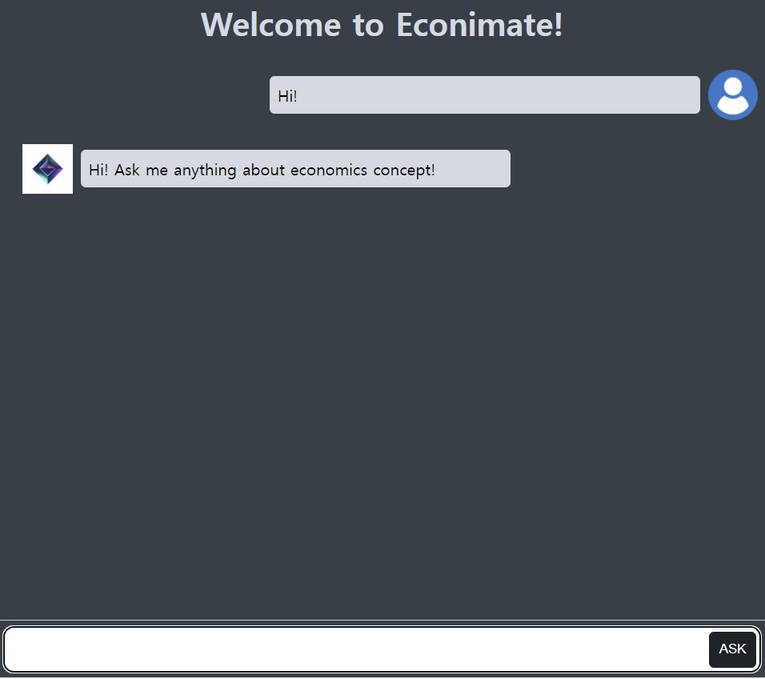 Welcome to Econimate!
Hi!
Hi! Ask me anything about economics concept!
ASK